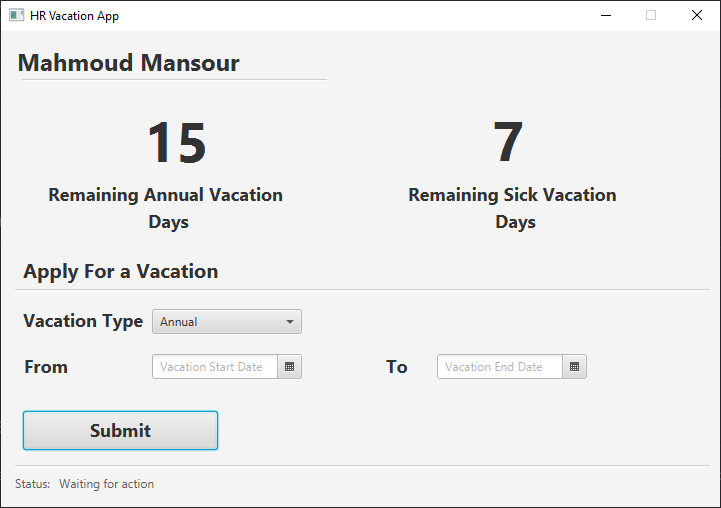 HR Vacation App
Mahmoud Mansour
15
7
Remaining Annual Vacation
Days
Remaining Sick Vacation
Days
Apply For a Vacation
Vacation Type Annual
From Vacation Start Date To Vacation End Date
Submit
Status: Waiting for action